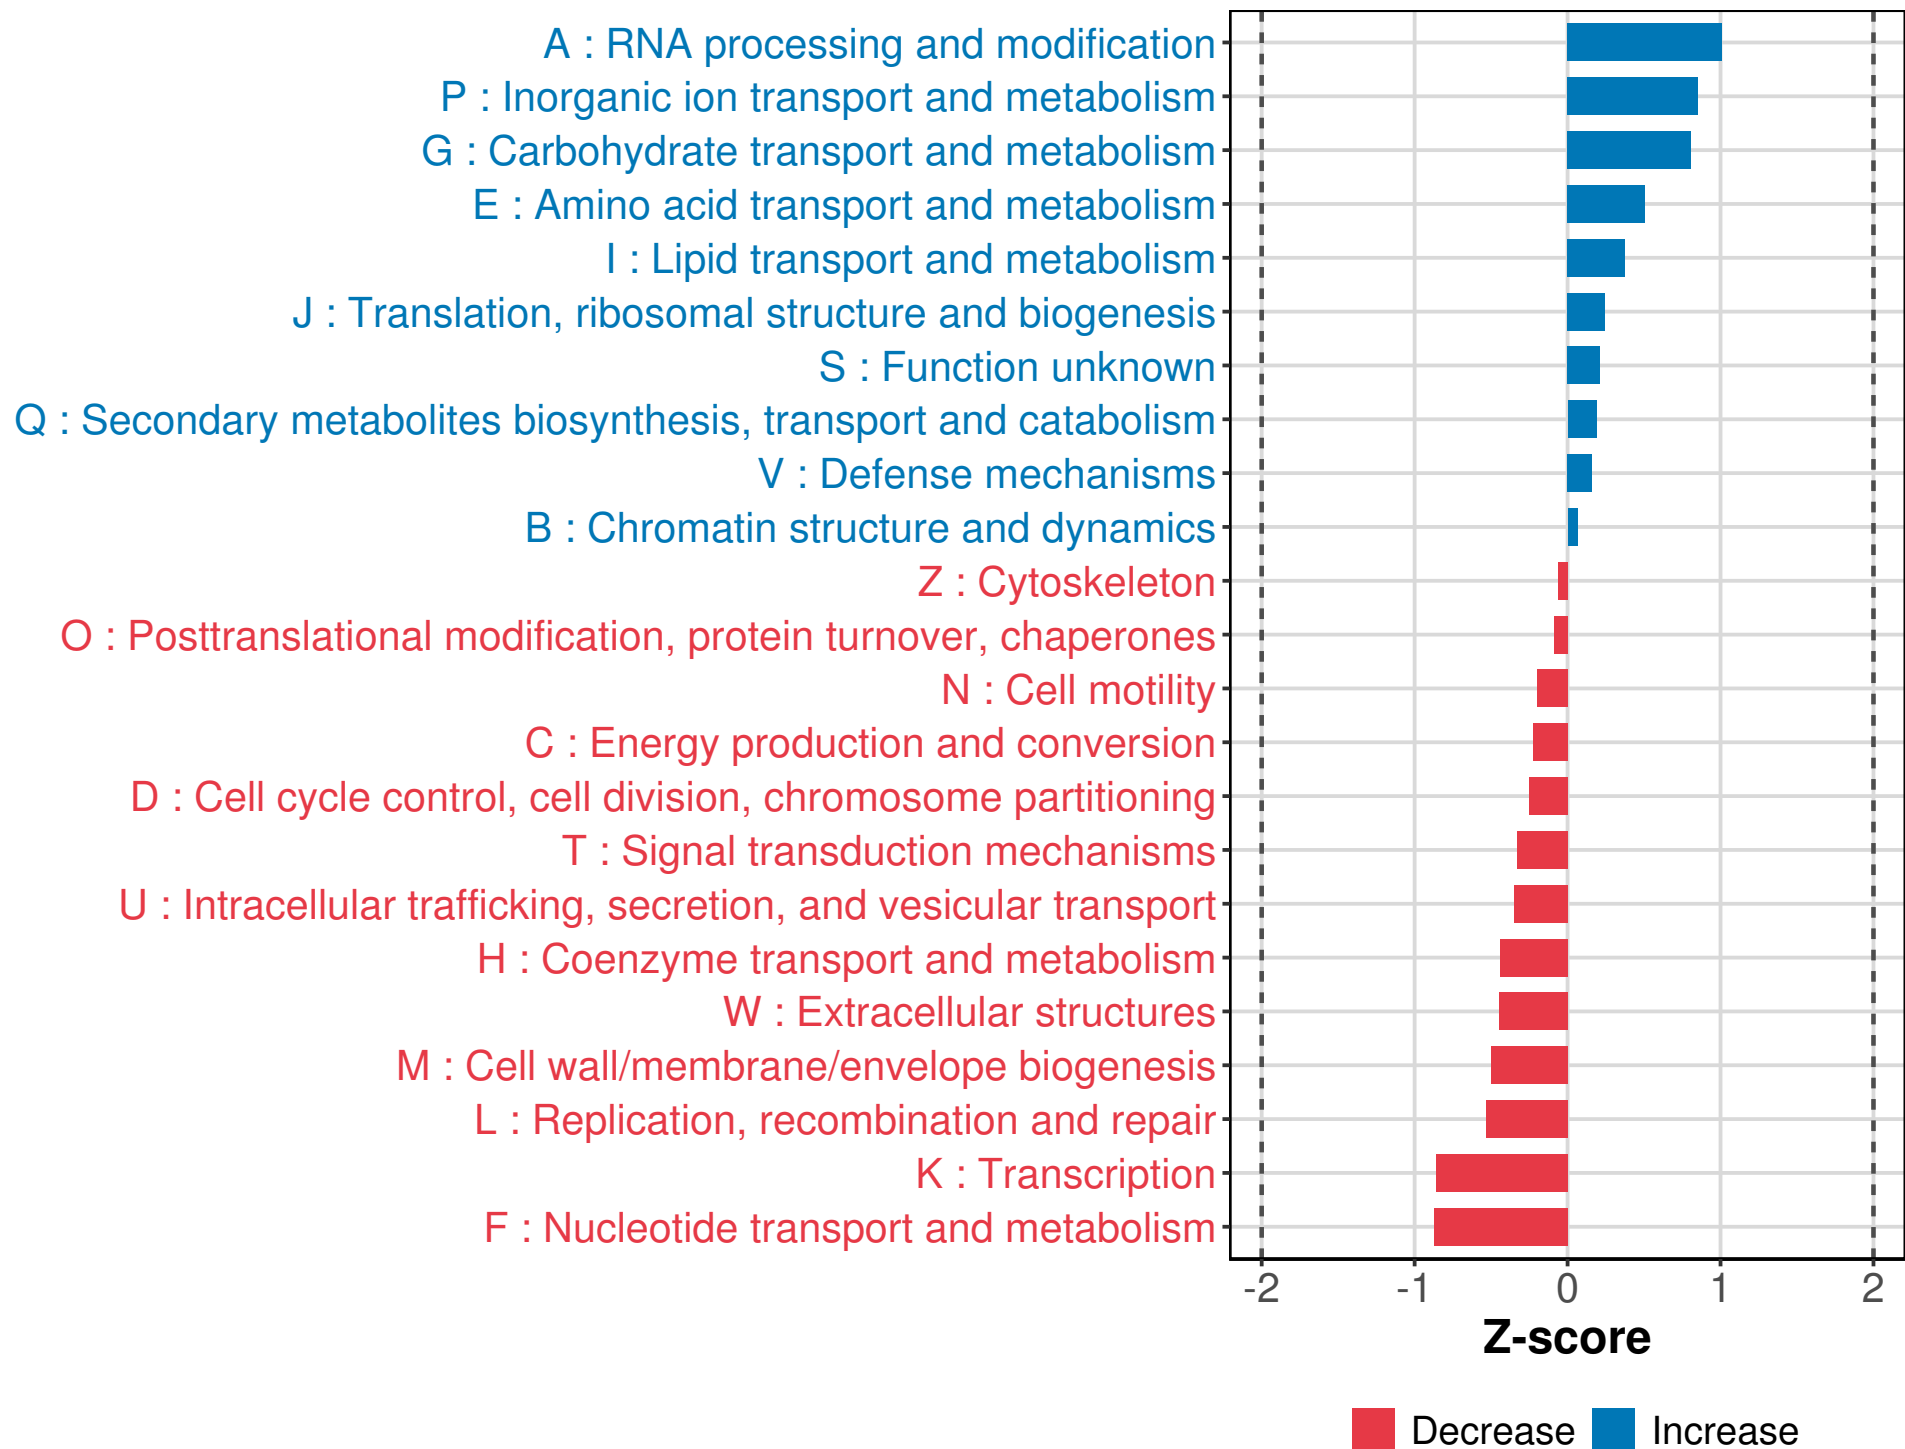 A : RNA processing and modification
P : Inorganic ion transport and metabolism
G : Carbohydrate transport and metabolism
E : Amino acid transport and metabolism
I : Lipid transport and metabolism
J : Translation, ribosomal structure and biogenesis
S : Function unknown
Q : Secondary metabolites biosynthesis, transport and catabolism
V : Defense mechanisms
B : Chromatin structure and dynamics
Z : Cytoskeleton
O : Posttranslational modification, protein turnover, chaperones
N : Cell motility
C : Energy production and conversion
D : Cell cycle control, cell division, chromosome partitioning
T : Signal transduction mechanisms
U : Intracellular trafficking, secretion, and vesicular transport
H : Coenzyme transport and metabolism
W : Extracellular structures
M : Cell wall/membrane/envelope biogenesis
L : Replication, recombination and repair
K : Transcription
F : Nucleotide transport and metabolism
-2 -1 0 1 2
Z-score
Decrease Increase